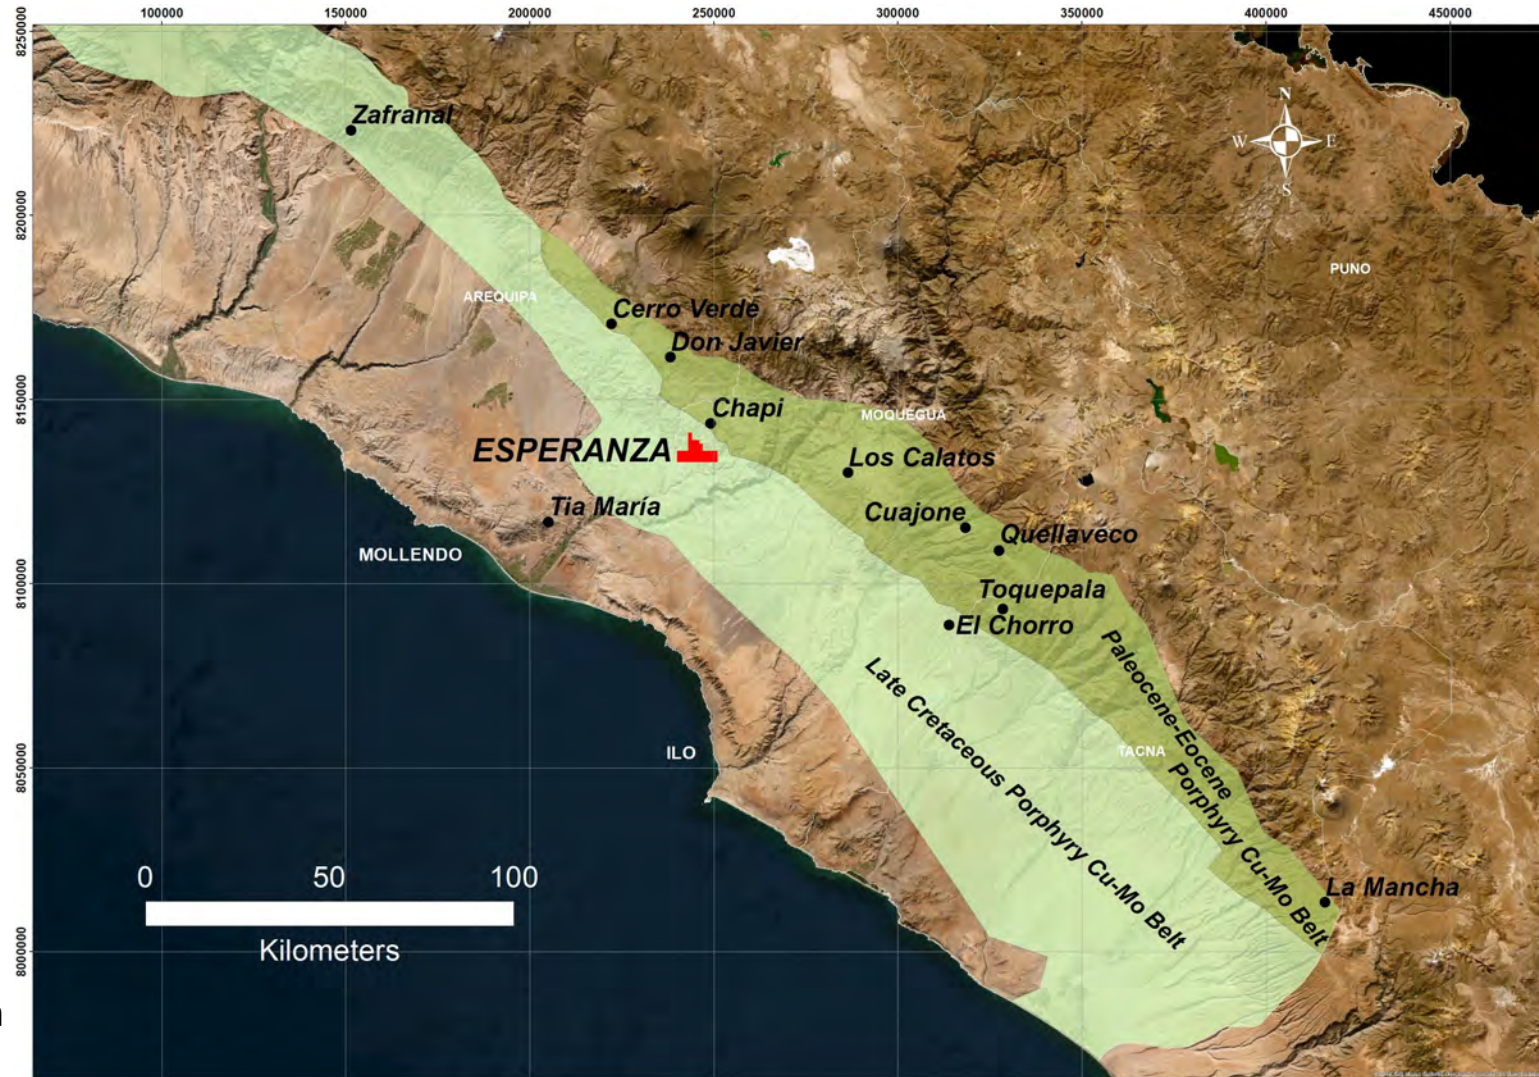 100000 150000 200000 250000 300000 350000 400000 450000
8250000
8200000
8150000
8100000
8050000
8000000
Zafranal
N
W E
S
PUNO
AREQUIPA
Cerro Verde
Don Javier
Chapi
MOQUEGUA
ESPERANZA
Los Calatos
Tia María
Cuajone
Quellaveco
MOLLENDO
Toquepala
El Chorro
Paleocene-Eocene
Porphyry Cu-Mo Belt
Late Cretaceous Porphyry Cu-Mo Belt
ILO
TACNA
La Mancha
0 50 100
Kilometers